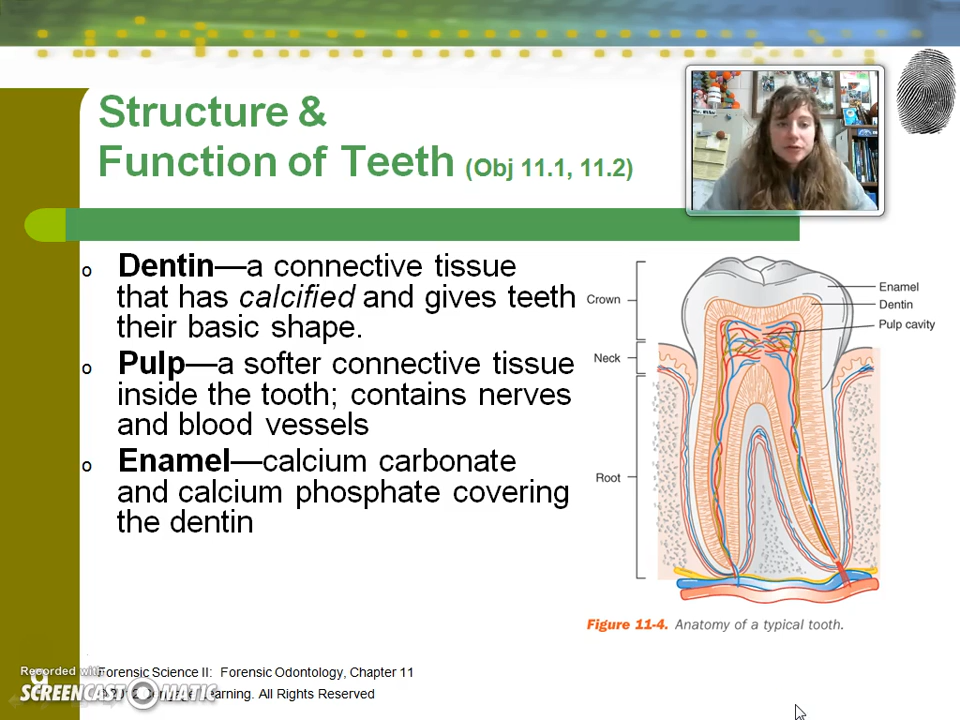 Structure &
Function of Teeth (Obj 11.1, 11.2)
o Dentin—a connective tissue
that has calcified and gives teeth
their basic shape.
o Pulp—a softer connective tissue
inside the tooth; contains nerves
and blood vessels
o Enamel—calcium carbonate
and calcium phosphate covering
the dentin
Crown
Neck
Root
Enamel
Dentin
Pulp cavity
Figure 11-4. Anatomy of a typical tooth.
Recorded with
SCREENCAST MATIC
Forensic Science II: Forensic Odontology, Chapter 11
Learning. All Rights Reserved